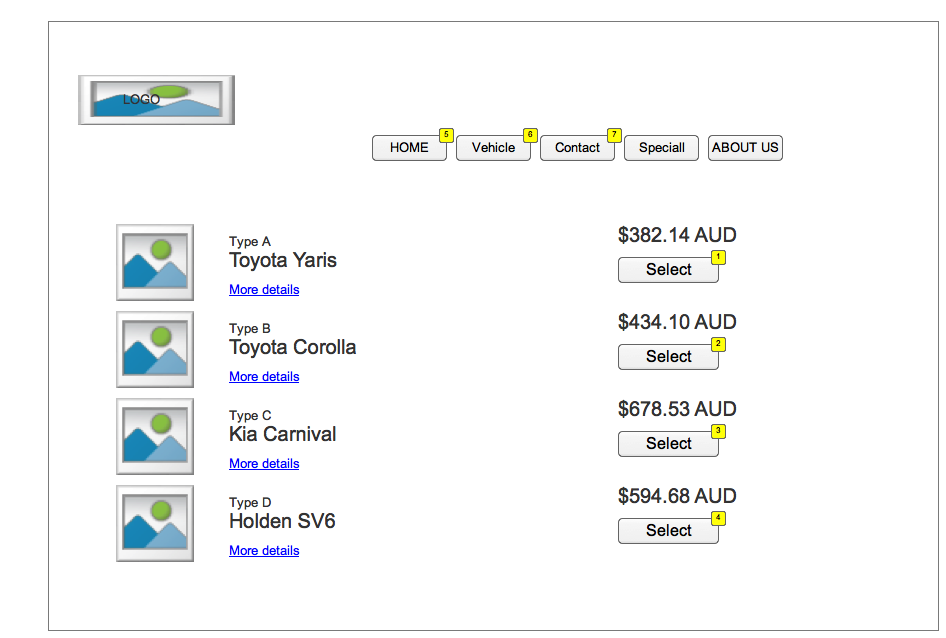 LOGO
5 6 7
HOME Vehicle Contact Speciall ABOUT US
Type A
Toyota Yaris
More details
$382.14 AUD
1
Select
Type B
Toyota Corolla
More details
$434.10 AUD
2
Select
Type C
Kia Carnival
More details
$678.53 AUD
3
Select
Type D
Holden SV6
More details
$594.68 AUD
4
Select